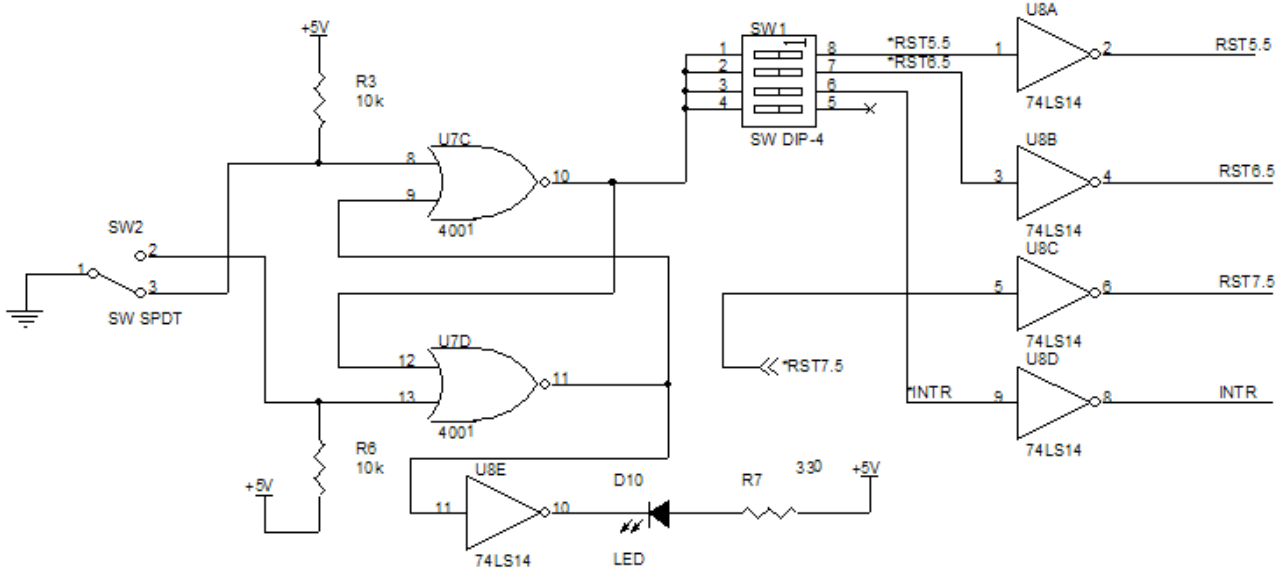 U8A
+5V
SW1
1
1
8
*RST5.5
1
2
RST5.5
2
7
*RST6.5
R3
10k
3
6
4
5
74LS14
SW DIP-4
U7C
U8B
8
10
3
4
RST6.5
9
4001
74LS14
SW2
2
U8C
1
3
5
6
RST7.5
SW SPDT
U7D
74LS14
12
*RST7.5
U8D
11
13
*INTR
9
8
INTR
4001
R6
10k
74LS14
U8E
D10
R7
330
+5V
+5V
11
10
74LS14
LED